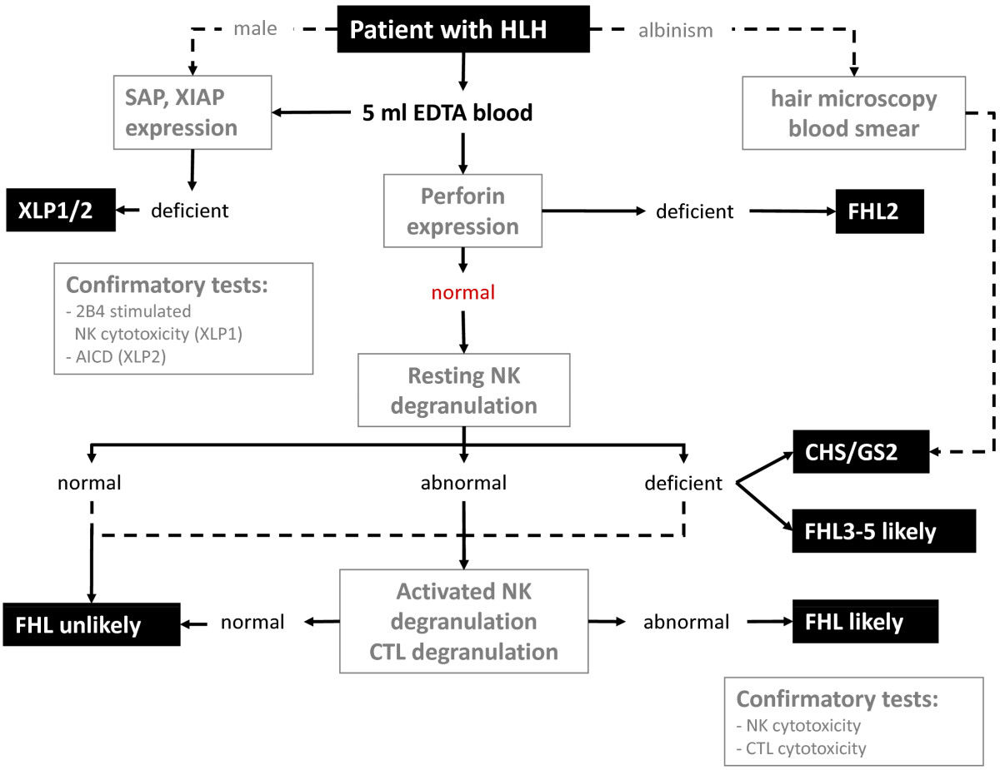 male
Patient with HLH
albinism
SAP, XIAP
expression
5 ml EDTA blood
hair microscopy
blood smear
XLP1/2
deficient
Perforin
expression
deficient
FHL2
Confirmatory tests:
- 2B4 stimulated
NK cytotoxicity (XLP1)
- AICD (XLP2)
normal
Resting NK
degranulation
normal
abnormal
deficient
CHS/GS2
FHL3-5 likely
FHL unlikely
normal
Activated NK
degranulation
CTL degranulation
abnormal
FHL likely
Confirmatory tests:
- NK cytotoxicity
- CTL cytotoxicity